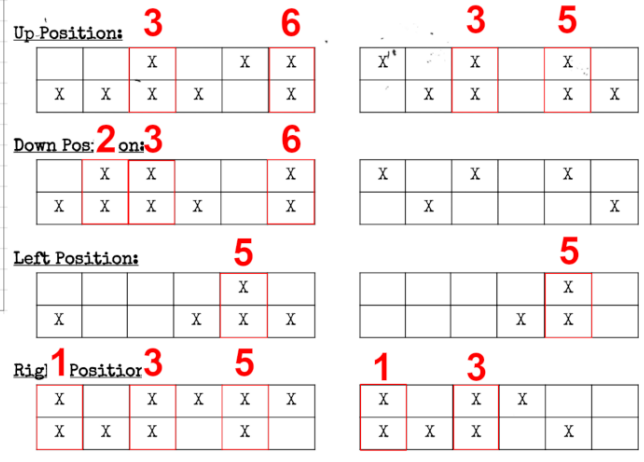 3 6 3 5
Up Position:
X X X X X X
X X X X X X X X X
2 3 6
Down Pos on:
X X X X X X
X X X X X X X
5 5
Left Position:
X X
X X X X X X
1 3 5 1 3
Rig Position
X X X X X X X X
X X X X X X X X